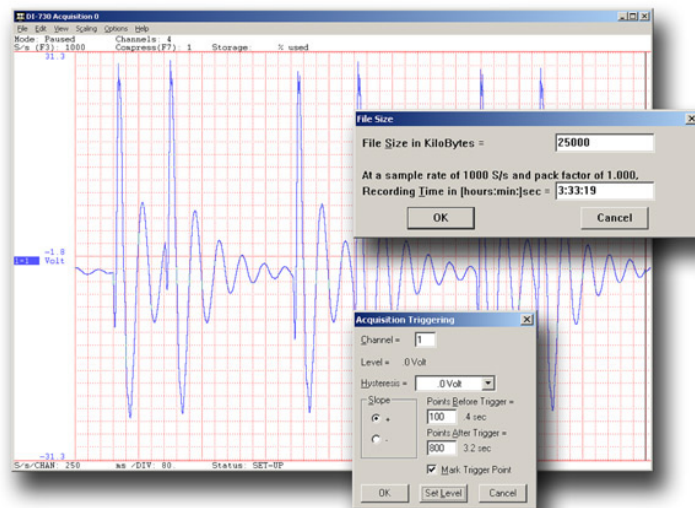 DI-730 Acquisition 0
File Edit View Scaling Options Help
Mode: Paused Channels: 4
S/s (F3): 1000 Compress(F7): 1 Storage: % used
31.3
-1.8
1=1 Volt
-31.3
S/s/CHAN: 250 ms /DIV: 80 Status: SET-UP
File Size
File Size in KiloBytes = 25000
At a sample rate of 1000 S/s and pack factor of 1.000,
Recording Time in [hours:min:]sec = 3:33:19
OK Cancel
Acquisition Triggering
Channel = 1
Level = .0 Volt
Hysteresis = .0 Volt
Slope
+
-
Points Before Trigger =
100 .4 sec
Points After Trigger =
800 3.2 sec
Mark Trigger Point
OK Set Level Cancel